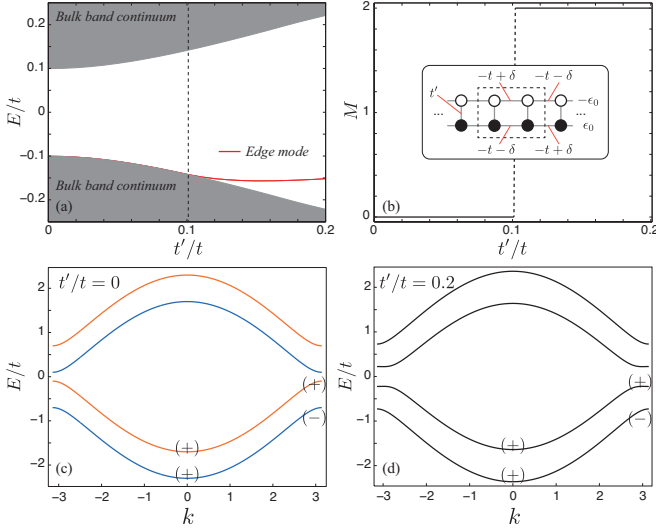 Bulk band continuum
Edge mode
Bulk band continuum
(a)
E/t
0.2
0.1
0
−0.1
−0.2
0
0.1
0.2
t′/t
M
2
1
0
−t + δ
−t − δ
t′
−ϵ₀
...
...
ϵ₀
−t − δ
−t + δ
(b)
0
0.1
0.2
t′/t
t′/t = 0
E/t
2
1
0
−1
−2
(+)
(−)
(+)
(+)
(c)
−3
−2
−1
0
1
2
3
k
t′/t = 0.2
E/t
2
1
0
−1
−2
(+)
(−)
(+)
(+)
(d)
−3
−2
−1
0
1
2
3
k